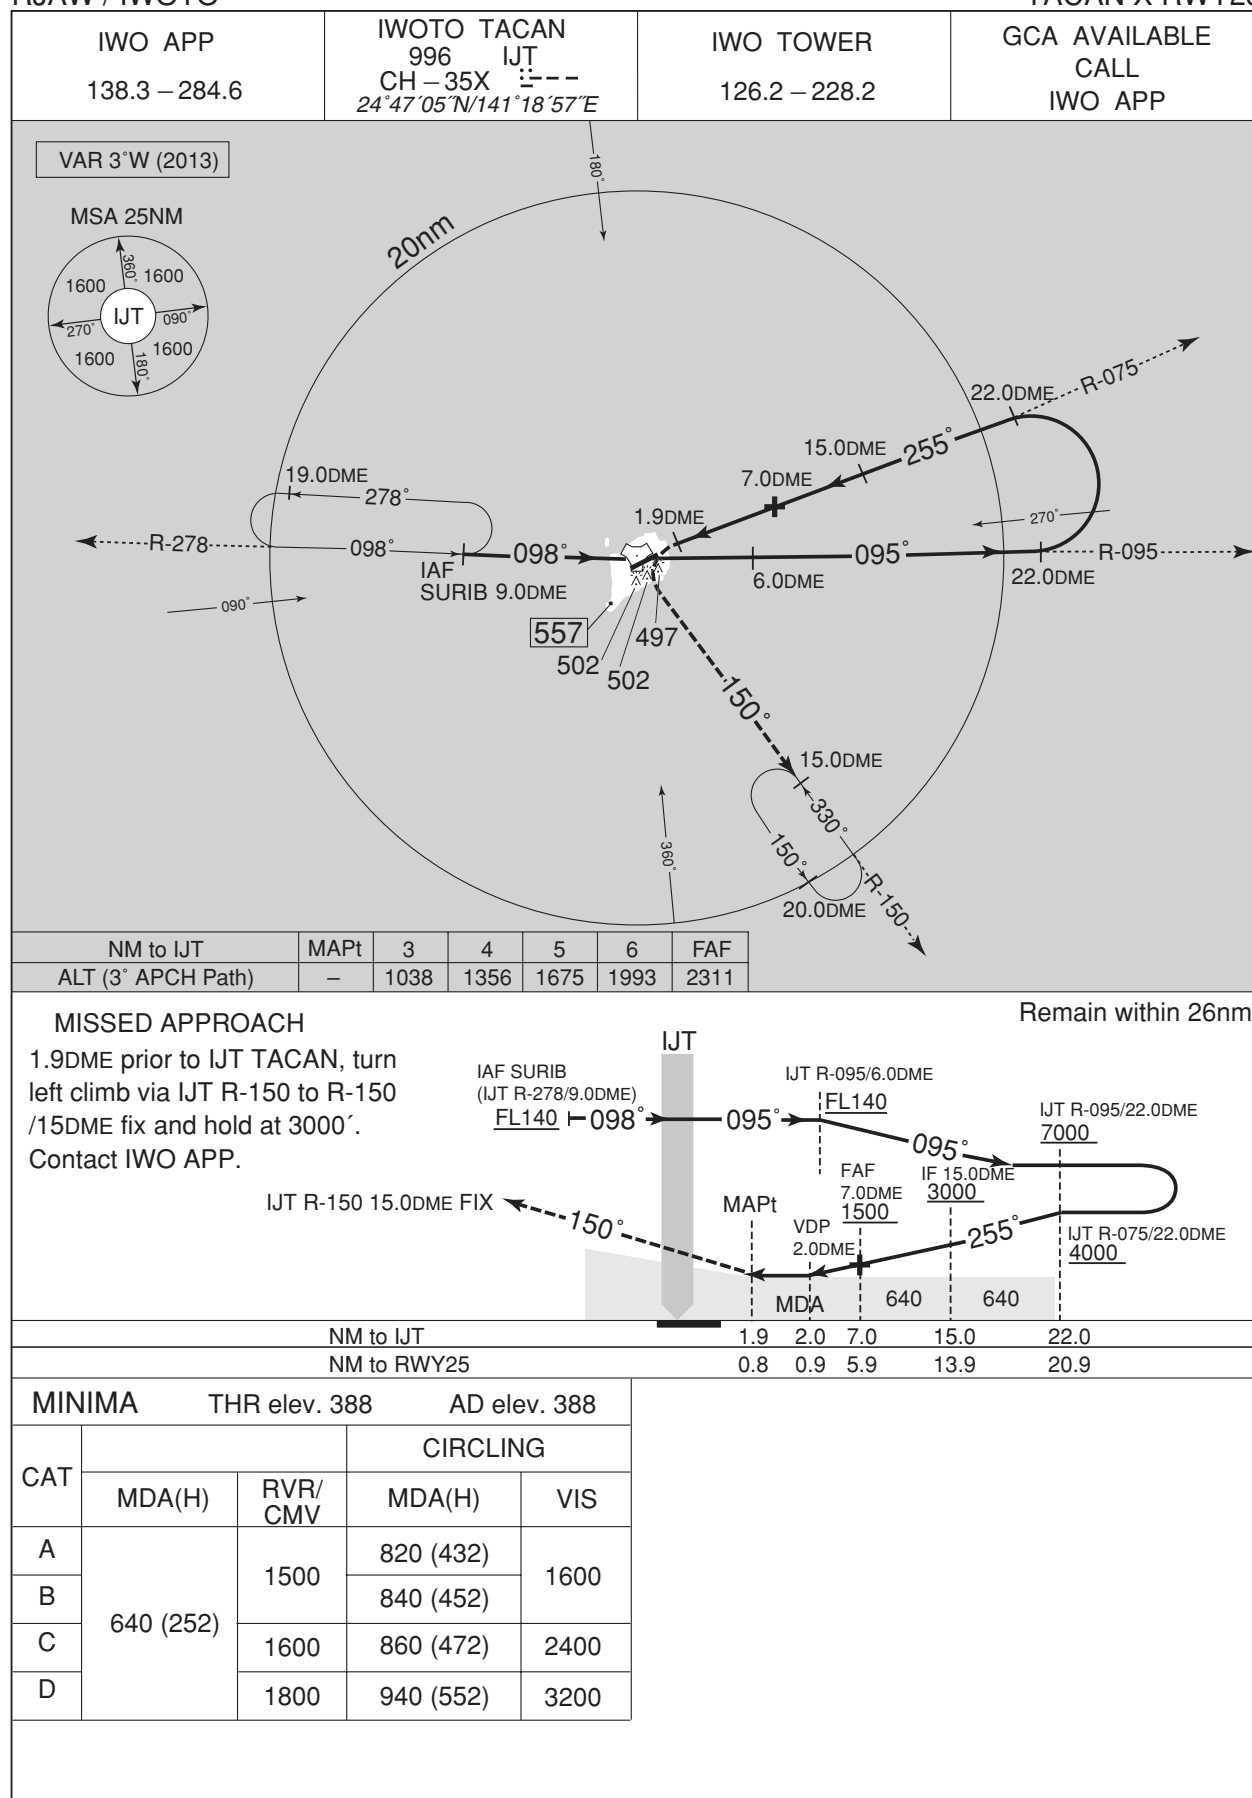 IWO APP
138.3 – 284.6
IWOTO TACAN
996 IJT
CH – 35X
24°47´05˝N/141°18´57˝E
IWO TOWER
126.2 – 228.2
GCA AVAILABLE
CALL
IWO APP
VAR 3°W (2013)
MSA 25NM
360°
1600 1600
IJT
270° 090°
1600 1600
180°
180°
20nm
22.0DME
R-075
255°
15.0DME
7.0DME
19.0DME
278°
1.9DME
270°
R-278
098°
098°
095°
R-095
IAF
SURIB 9.0DME
6.0DME
22.0DME
090°
557
497
502
502
150°
15.0DME
330°
150°
360°
R-150
20.0DME
NM to IJT MAPt 3 4 5 6 FAF
ALT (3° APCH Path) – 1038 1356 1675 1993 2311
MISSED APPROACH
1.9DME prior to IJT TACAN, turn
left climb via IJT R-150 to R-150
/15DME fix and hold at 3000´.
Contact IWO APP.
Remain within 26nm
IJT
IAF SURIB
(IJT R-278/9.0DME)
FL140
098°
095°
IJT R-095/6.0DME
FL140
095°
IJT R-095/22.0DME
7000
IJT R-150 15.0DME FIX
150°
MAPt
VDP
2.0DME
FAF
7.0DME
1500
IF 15.0DME
3000
255°
IJT R-075/22.0DME
4000
MDA 640 640
NM to IJT 1.9 2.0 7.0 15.0 22.0
NM to RWY25 0.8 0.9 5.9 13.9 20.9
MINIMA THR elev. 388 AD elev. 388
CAT
CIRCLING
MDA(H)
RVR/
CMV
MDA(H) VIS
A 820 (432)
1500 1600
B 840 (452)
640 (252)
C 1600 860 (472) 2400
D 1800 940 (552) 3200